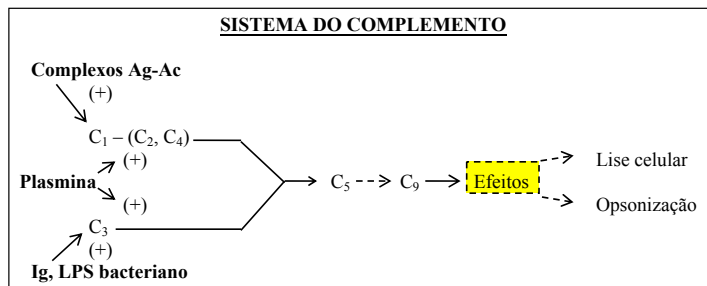 SISTEMA DO COMPLEMENTO
Complexos Ag-Ac
(+)
C₁ – (C₂, C₄)
(+)
Plasmina
(+)
C₃
(+)
Ig, LPS bacteriano
C₅
C₉
Efeitos
Lise celular
Opsonização